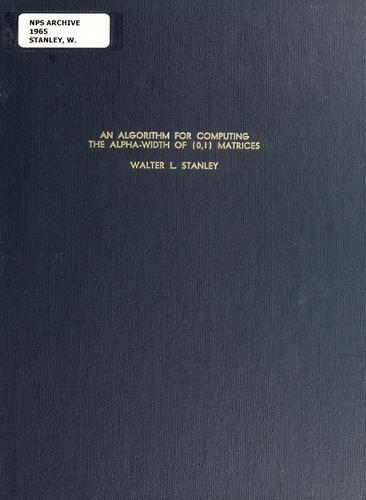 NPS ARCHIVE
1965
STANLEY, W.
AN ALGORITHM FOR COMPUTING
THE ALPHA-WIDTH OF (0,1) MATRICES
WALTER L. STANLEY